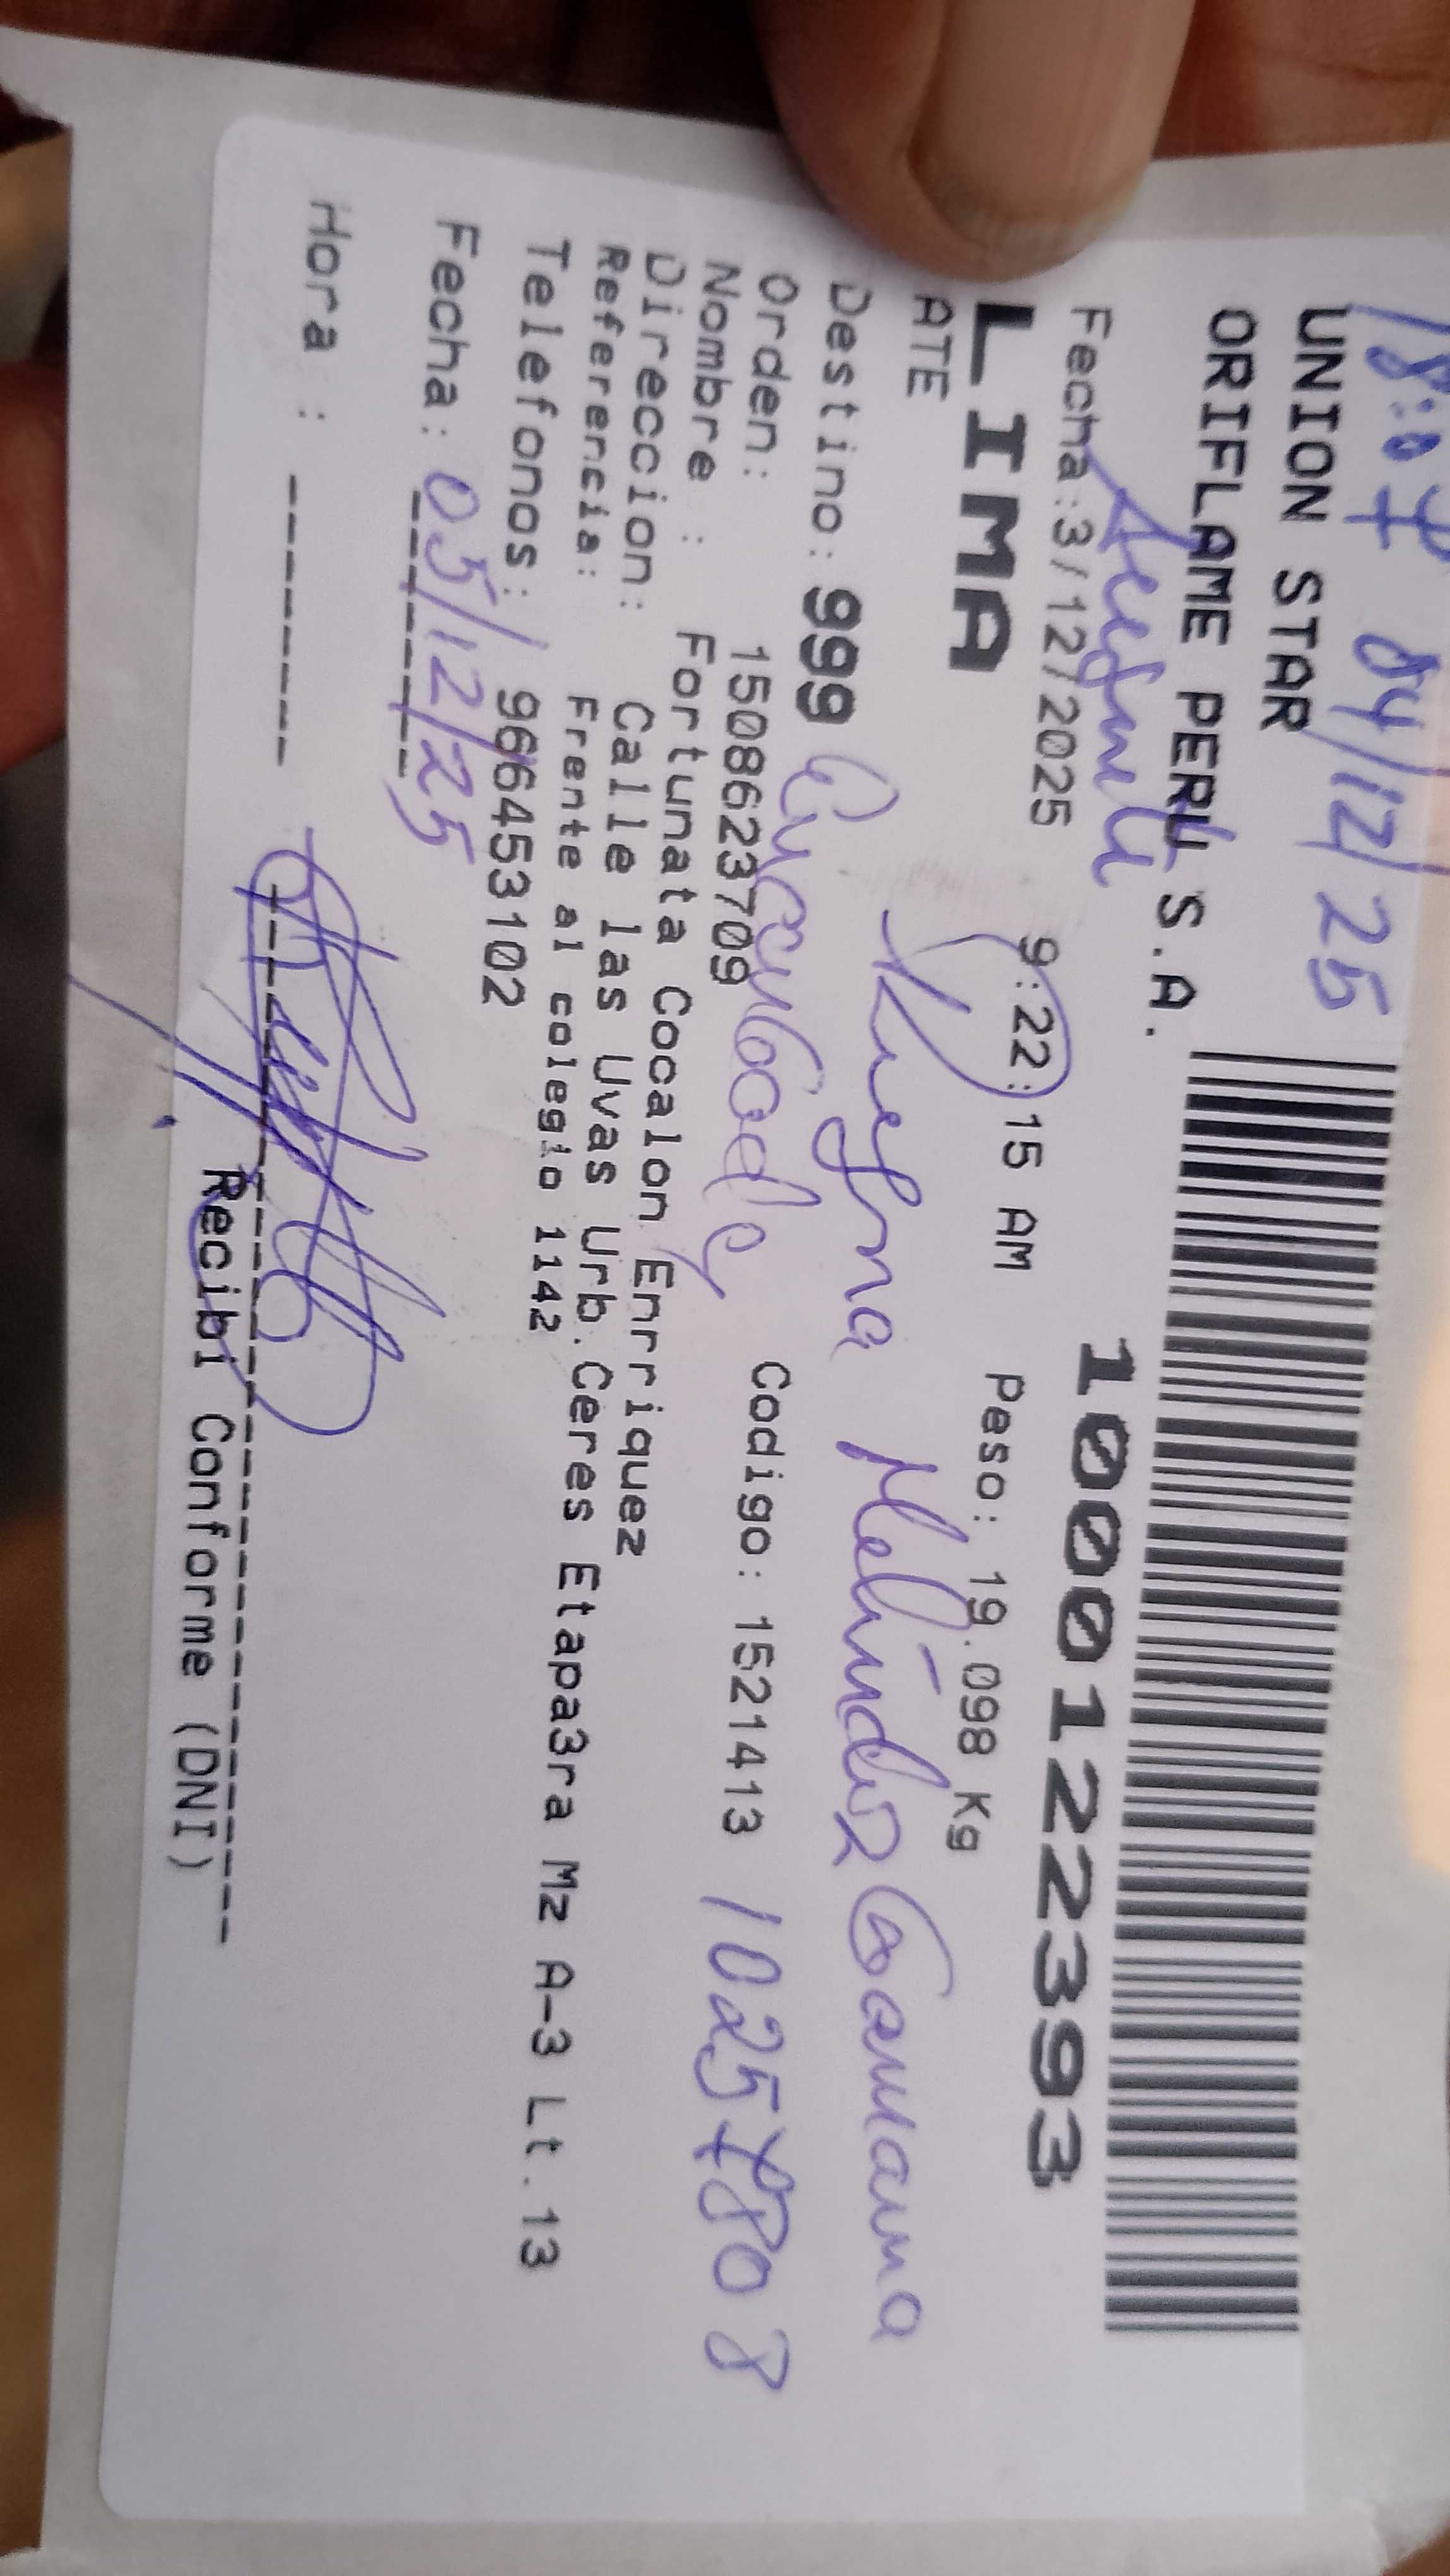 18:07 04/12/25
UNION STAR
ORIFLAME PERU S.A.
1000122393
Fecha:3/12/2025 9:22:15 AM Peso: 19.098 Kg
LIMA
ATE
Destino: 999
Orden: 1508623709 Codigo: 1521413 10257808
Nombre : Fortunata Cocalon Enrriquez
Direccion: Calle las Uvas Urb.Ceres Etapa3ra Mz A-3 Lt.13
Referencia: Frente al colegio 1142
Telefonos: 966453102
Fecha: 05/12/25
Hora :
Recibi Conforme (DNI)